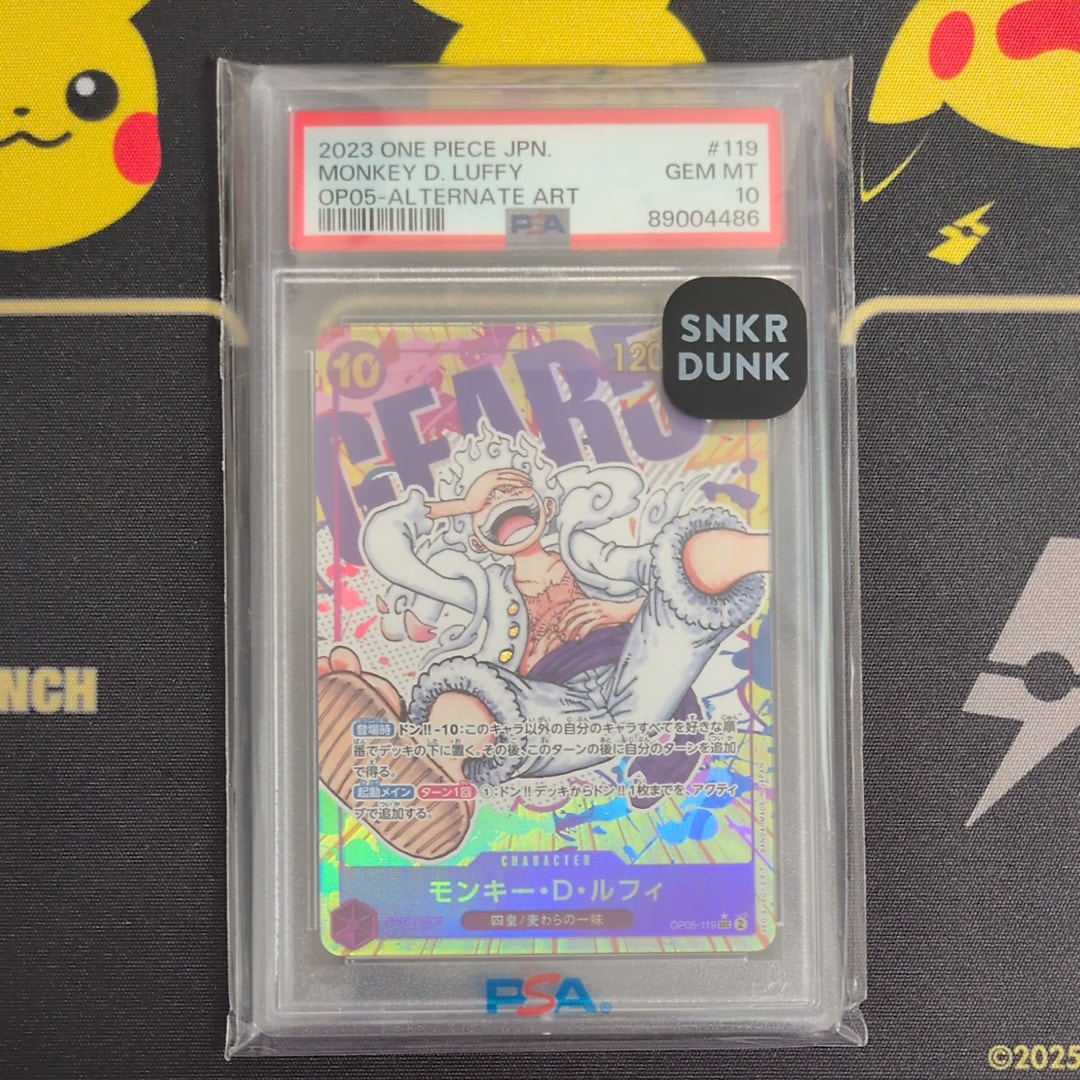 2023 ONE PIECE JPN. #119
MONKEY D. LUFFY GEM MT
OP05-ALTERNATE ART 10
PSA 89004486
SNKR
DUNK
10
120
GEAR5
登場時 ドン!!-10:このキャラ以外の自分のキャラすべてを好きな順
番でデッキの下に置く。その後、このターンの後に自分のターンを追加
で得る。
起動メイン ターン1回 ①:ドン!!デッキからドン!!1枚までを、アクティ
ブで追加する。
CHARACTER
モンキー・D・ルフィ
四皇/麦わらの一味
OP05-119 SEC 2
PSA®
NCH
©2025